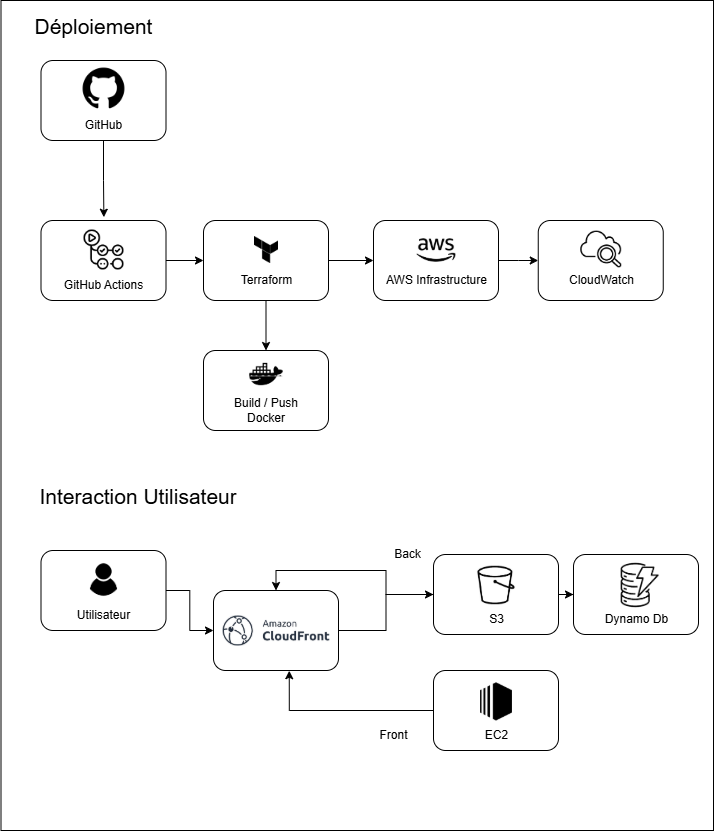 Déploiement
GitHub
GitHub Actions
Terraform
aws
AWS Infrastructure
CloudWatch
Build / Push
Docker
Interaction Utilisateur
Utilisateur
Amazon
CloudFront
Back
S3
Dynamo Db
Front
EC2